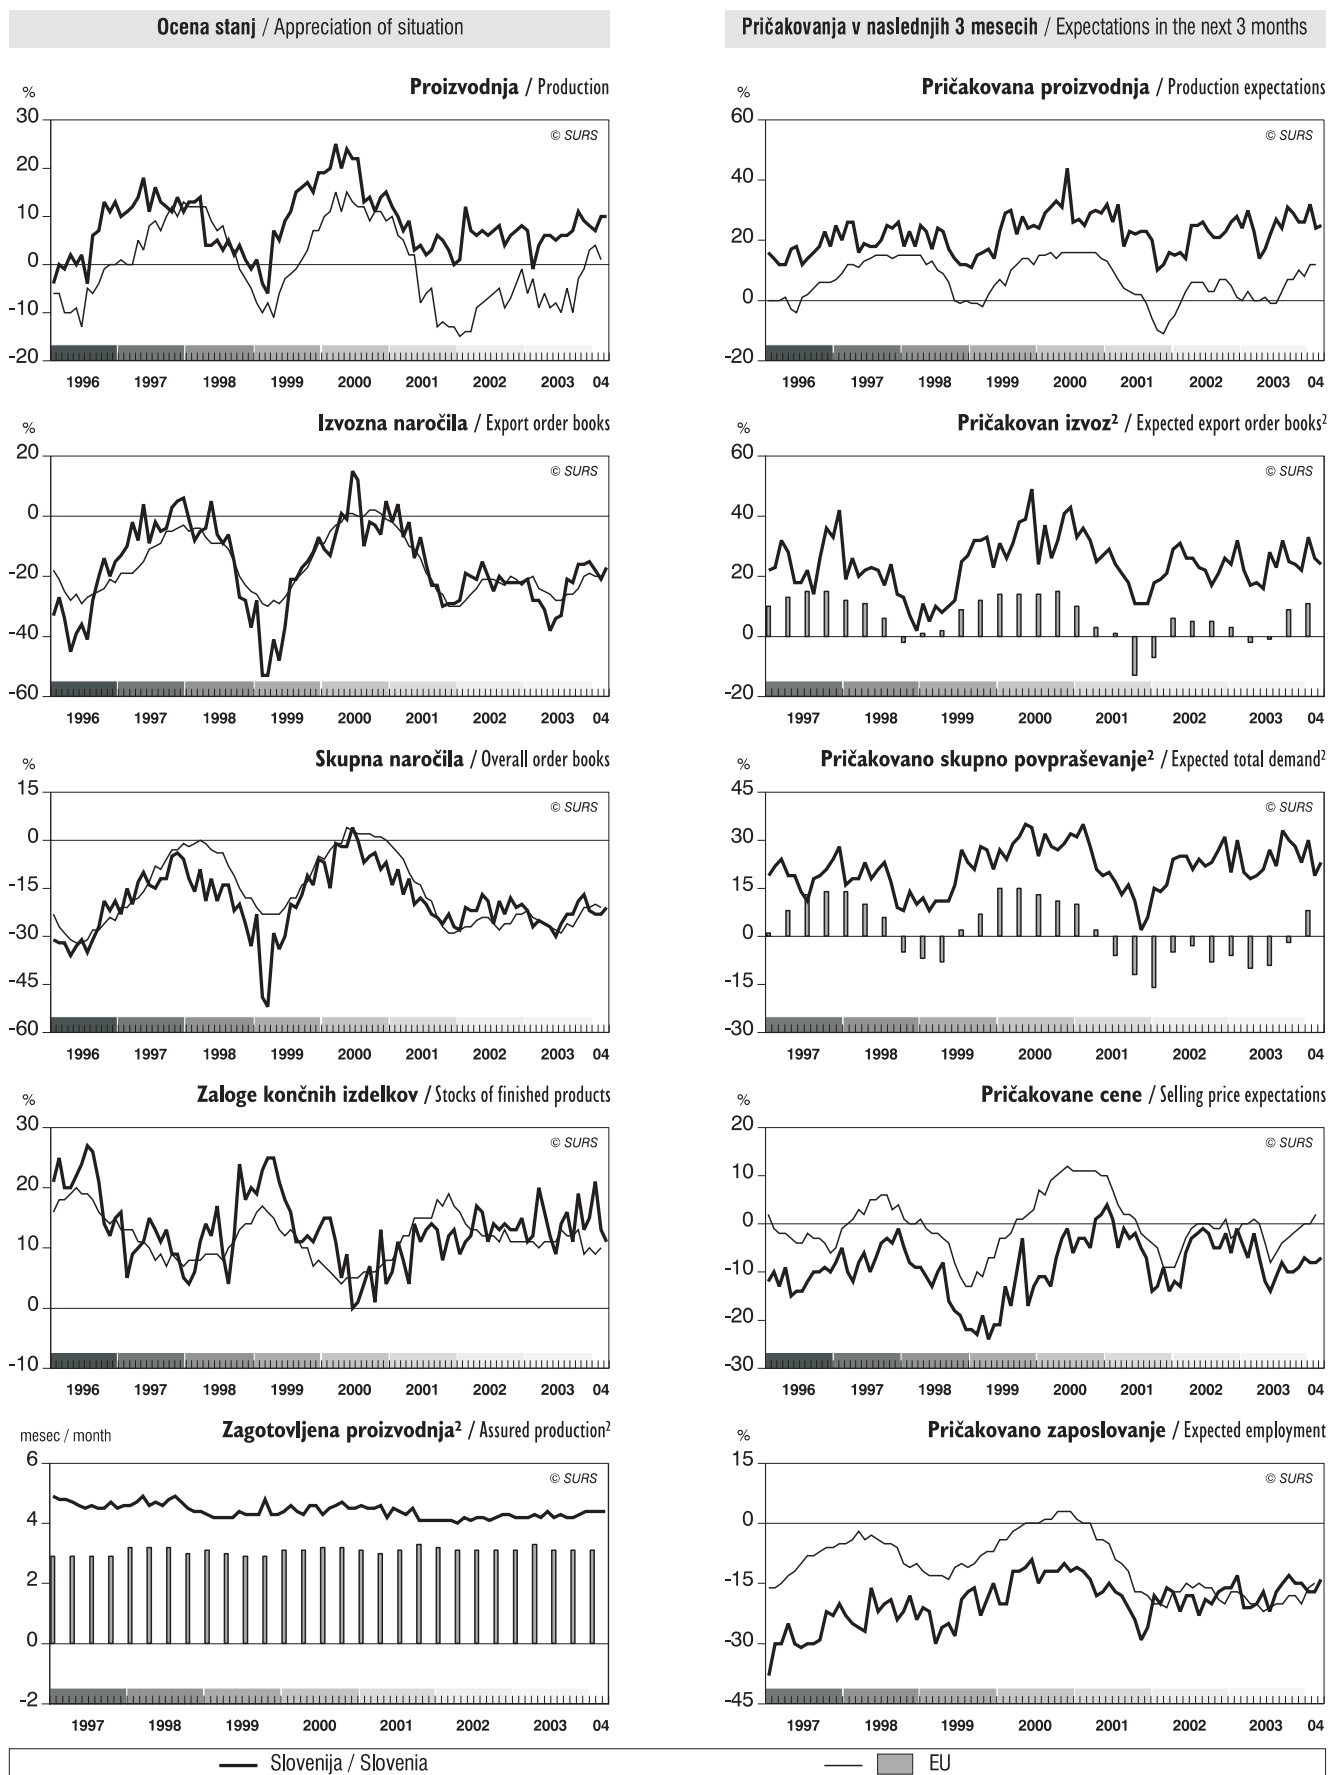 Ocena stanj / Appreciation of situation
Proizvodnja / Production
%
© SURS
30
20
10
0
-10
-20
1996 1997 1998 1999 2000 2001 2002 2003 04
Izvozna naročila / Export order books
%
© SURS
20
0
-20
-40
-60
1996 1997 1998 1999 2000 2001 2002 2003 04
Skupna naročila / Overall order books
%
© SURS
15
0
-15
-30
-45
-60
1996 1997 1998 1999 2000 2001 2002 2003 04
Zaloge končnih izdelkov / Stocks of finished products
%
© SURS
30
20
10
0
-10
1996 1997 1998 1999 2000 2001 2002 2003 04
Zagotovljena proizvodnja² / Assured production²
mesec / month
© SURS
6
4
2
0
-2
1997 1998 1999 2000 2001 2002 2003 04
Pričakovanja v naslednjih 3 mesecih / Expectations in the next 3 months
Pričakovana proizvodnja / Production expectations
%
© SURS
60
40
20
0
-20
1996 1997 1998 1999 2000 2001 2002 2003 04
Pričakovan izvoz² / Expected export order books²
%
© SURS
60
40
20
0
-20
1997 1998 1999 2000 2001 2002 2003 04
Pričakovano skupno povpraševanje² / Expected total demand²
%
© SURS
45
30
15
0
-15
-30
1997 1998 1999 2000 2001 2002 2003 04
Pričakovane cene / Selling price expectations
%
© SURS
20
10
0
-10
-20
-30
1996 1997 1998 1999 2000 2001 2002 2003 04
Pričakovano zaposlovanje / Expected employment
%
© SURS
15
0
-15
-30
-45
1997 1998 1999 2000 2001 2002 2003 04
Slovenija / Slovenia
EU